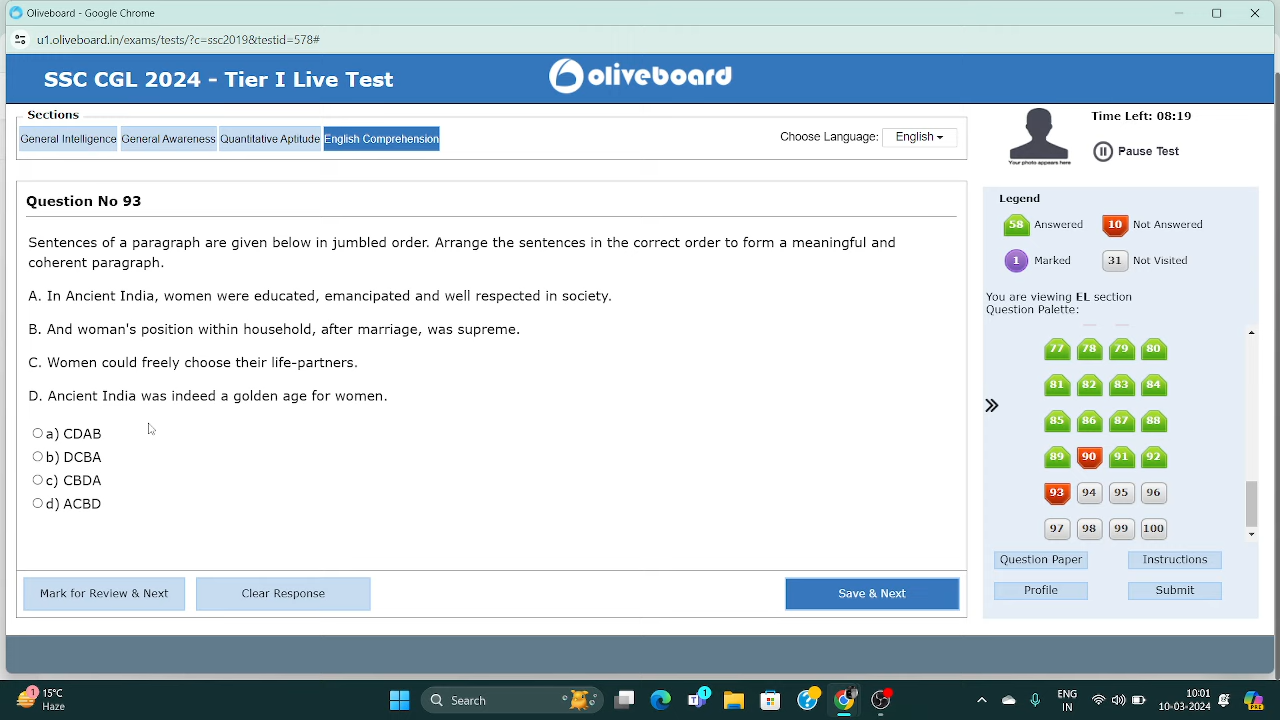 Oliveboard - Google Chrome
u1.oliveboard.in/exams/tests/?c=ssc2019&testid=578#
SSC CGL 2024 - Tier I Live Test
oliveboard
Sections
General Intelligence General Awareness Quantitative Aptitude English Comprehension
Choose Language: English
Your photo appears here
Time Left: 08:19
Pause Test
Question No 93
Sentences of a paragraph are given below in jumbled order. Arrange the sentences in the correct order to form a meaningful and
coherent paragraph.
A. In Ancient India, women were educated, emancipated and well respected in society.
B. And woman's position within household, after marriage, was supreme.
C. Women could freely choose their life-partners.
D. Ancient India was indeed a golden age for women.
a) CDAB
b) DCBA
c) CBDA
d) ACBD
Mark for Review & Next Clear Response Save & Next
Legend
58 Answered 10 Not Answered
1 Marked 31 Not Visited
You are viewing EL section
Question Palette:
77 78 79 80
81 82 83 84
85 86 87 88
89 90 91 92
93 94 95 96
97 98 99 100
Question Paper Instructions
Profile Submit
15°C
Haze
Search
ENG
IN
10:01
10-03-2024